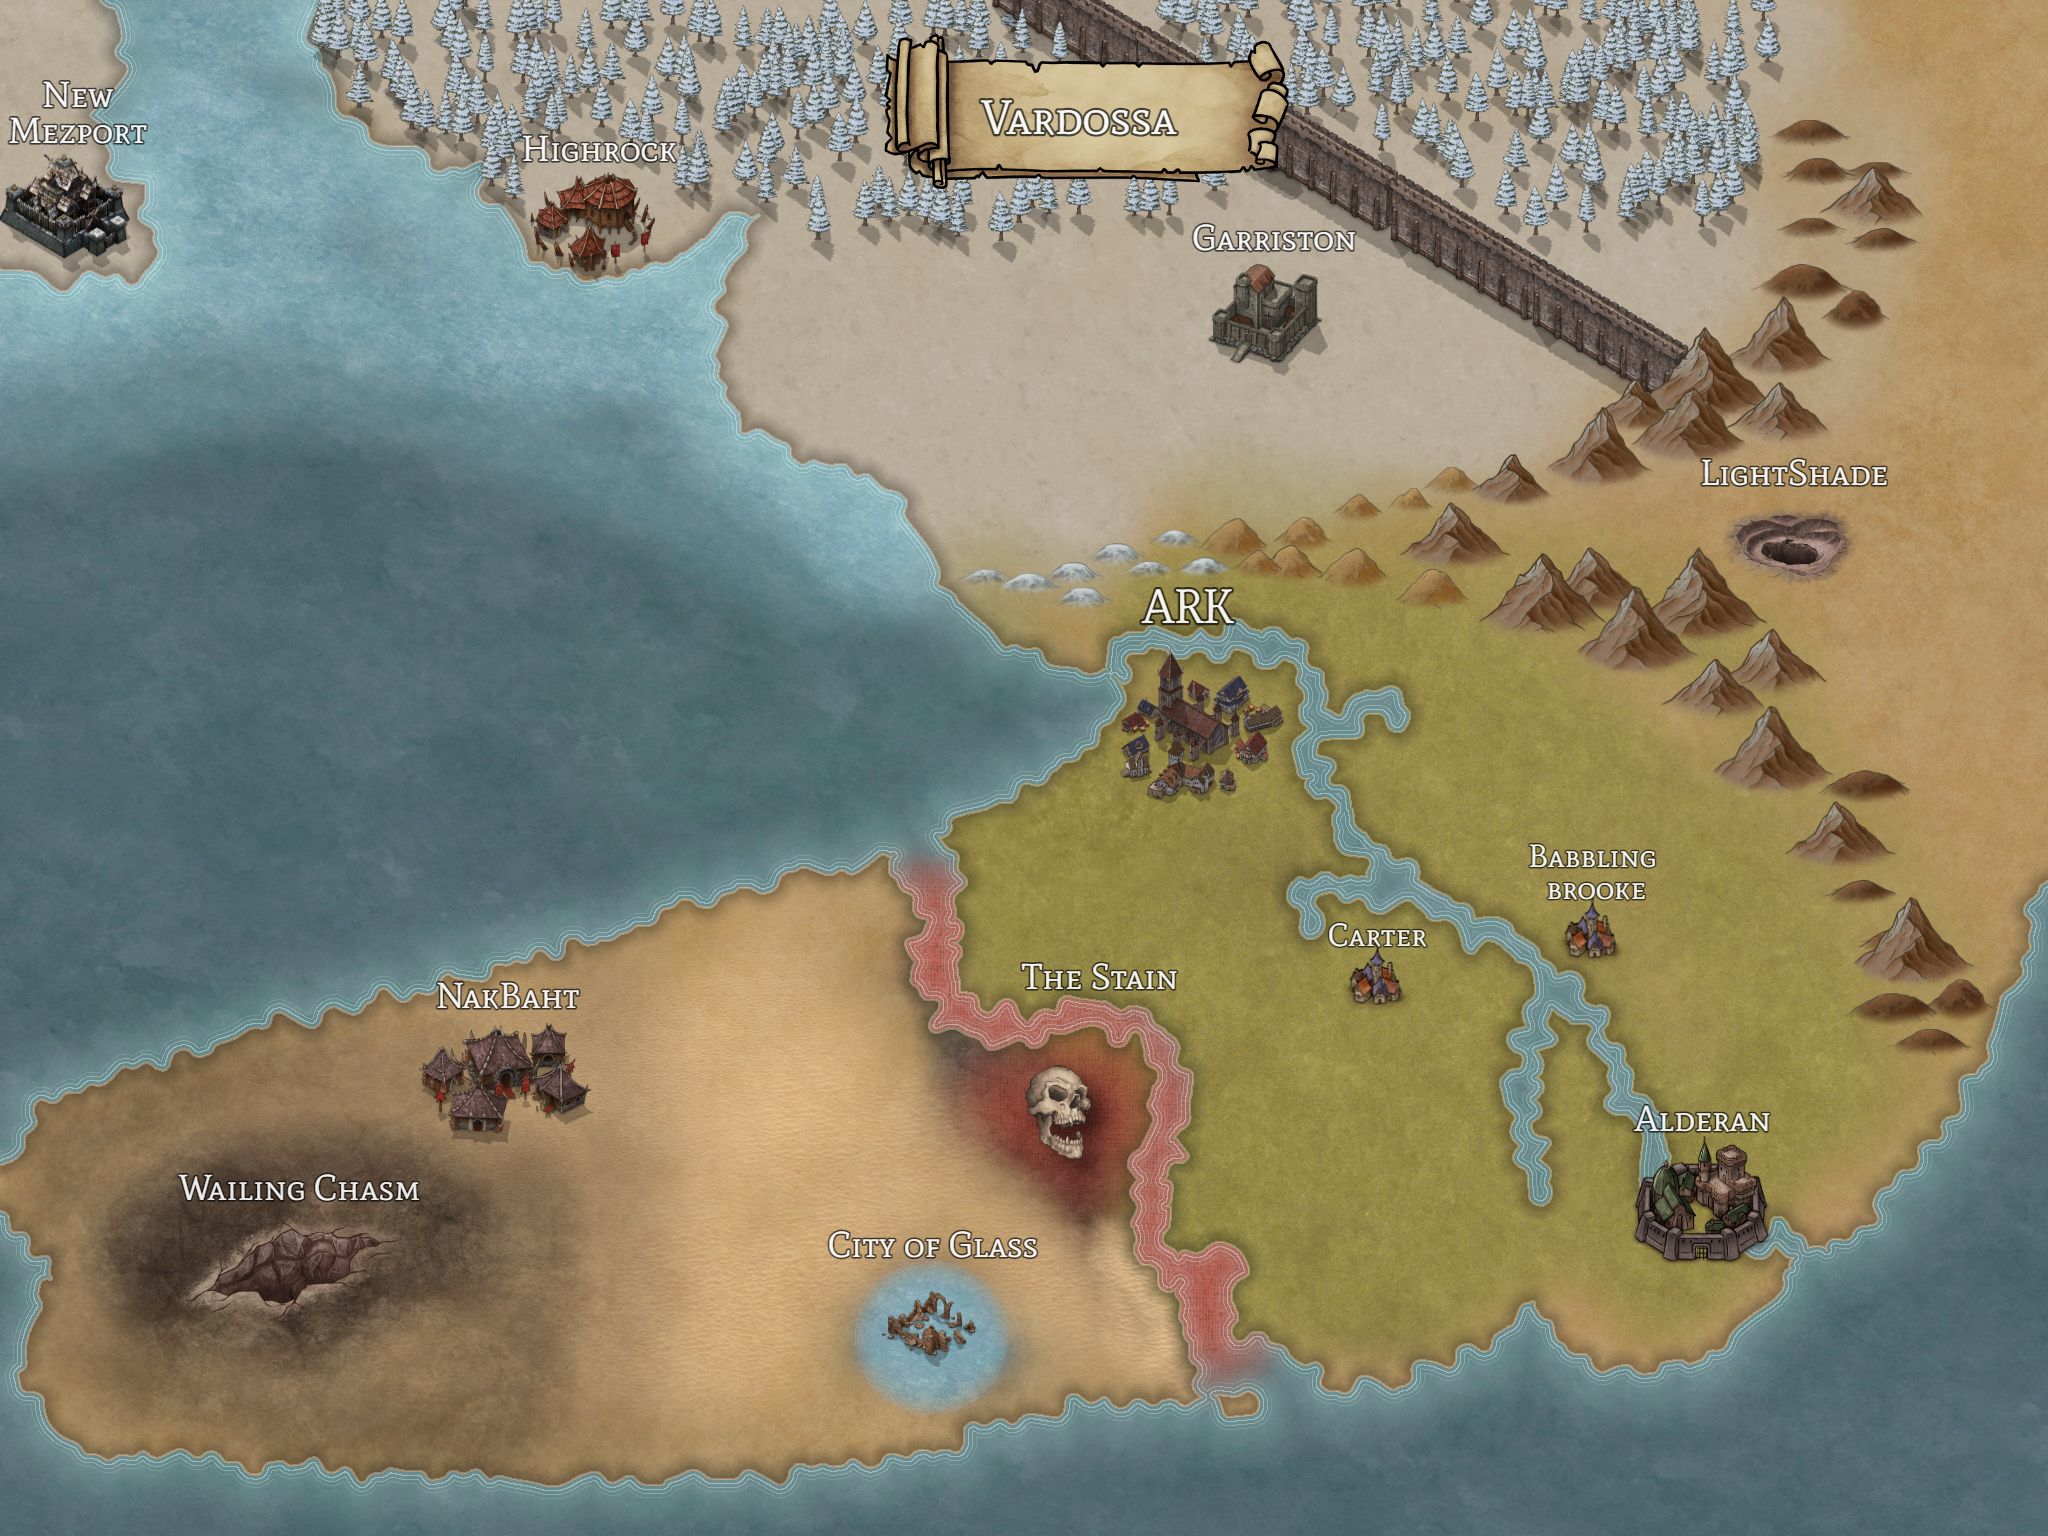 New
Mezport
Highrock
Vardossa
Garriston
LightShade
ARK
Babbling
brooke
Carter
The Stain
NakBaht
Alderan
Wailing Chasm
City of Glass